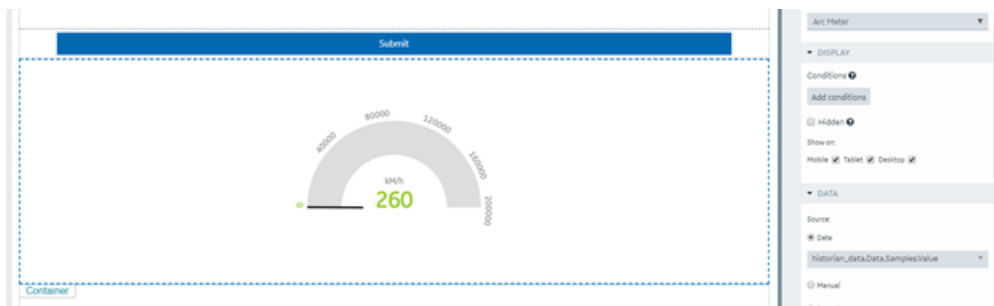 Submit
0
40000
80000
120000
160000
200000
kM/h
260
Container
Arc Meter
DISPLAY
Conditions
Add conditions
Hidden
Show on:
Mobile Tablet Desktop
DATA
Source:
Data
historian_data.Data.Samples.Value
Manual